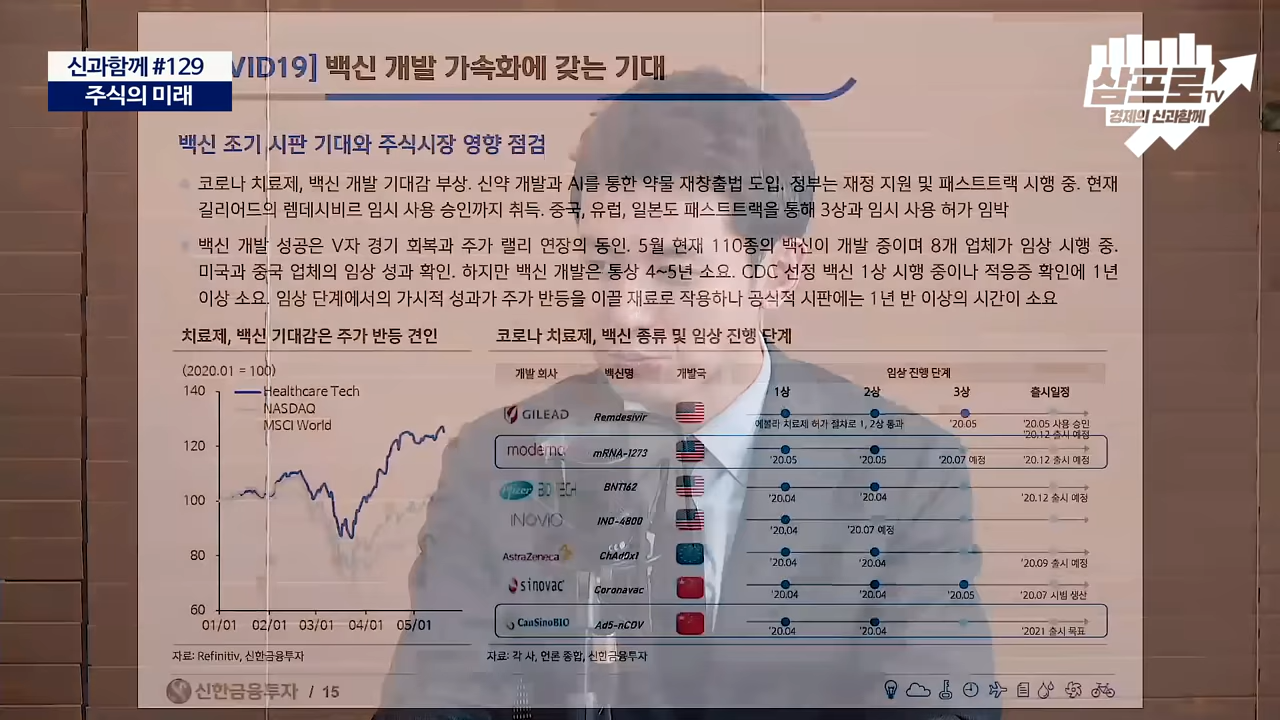 신과함께 #129
주식의 미래
VID19] 백신 개발 가속화에 갖는 기대
삼프로TV
경제의 신과함께
백신 조기 시판 기대와 주식시장 영향 점검
코로나 치료제, 백신 개발 기대감 부상. 신약 개발과 AI를 통한 약물 재창출법 도입. 정부는 재정 지원 및 패스트트랙 시행 중. 현재
길리어드의 렘데시비르 임시 사용 승인까지 취득. 중국, 유럽, 일본도 패스트트랙을 통해 3상과 임시 사용 허가 임박
백신 개발 성공은 V자 경기 회복과 주가 랠리 연장의 동인. 5월 현재 110종의 백신이 개발 중이며 8개 업체가 임상 시행 중.
미국과 중국 업체의 임상 성과 확인. 하지만 백신 개발은 통상 4~5년 소요. CDC 선정 백신 1상 시행 중이나 적응증 확인에 1년
이상 소요. 임상 단계에서의 가시적 성과가 주가 반등을 이끌 재료로 작용하나 공식적 시판에는 1년 반 이상의 시간이 소요
치료제, 백신 기대감은 주가 반등 견인
(2020.01 = 100)
Healthcare Tech
NASDAQ
MSCI World
140
120
100
80
60
01/01 02/01 03/01 04/01 05/01
자료: Refinitiv, 신한금융투자
코로나 치료제, 백신 종류 및 임상 진행 단계
개발 회사 백신명 개발국 임상 진행 단계
1상 2상 3상 출시일정
GILEAD Remdesivir
에볼라 치료제 허가 절차로 1, 2상 통과 '20.05 '20.05 사용 승인
'20.12 출시 예정
moderna mRNA-1273
'20.05 '20.05 '20.07 예정 '20.12 출시 예정
Pfizer BIONTECH BNT162
'20.04 '20.04 '20.12 출시 예정
INOVIO INO-4800
'20.04 '20.07 예정
AstraZeneca ChAdOx1
'20.04 '20.04 '20.09 출시 예정
sinovac Coronavac
'20.04 '20.04 '20.05 '20.07 시범 생산
CanSinoBIO Ad5-nCOV
'20.04 '20.04 '2021 출시 목표
자료: 각 사, 언론 종합, 신한금융투자
신한금융투자 / 15